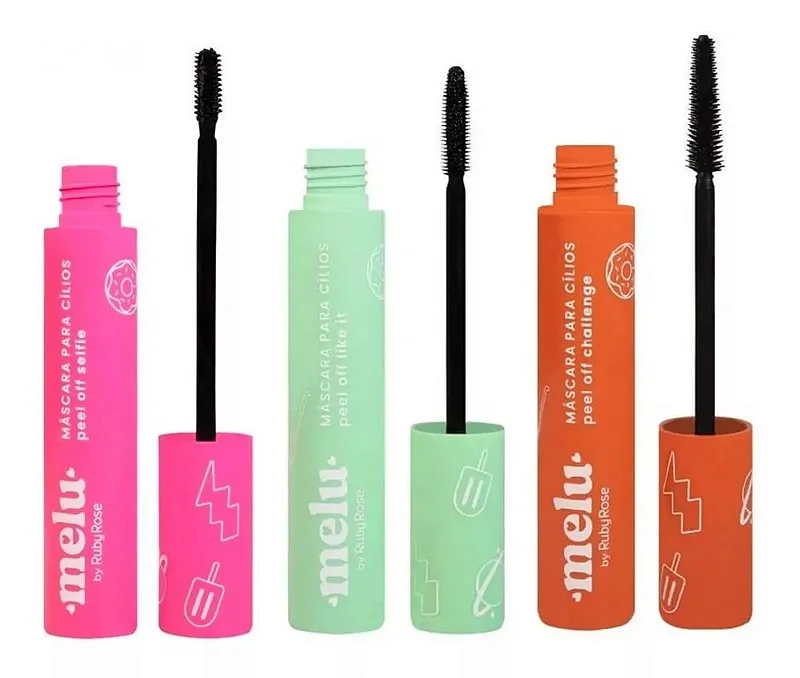 MÁSCARA PARA CÍLIOS
peel off selfie
melu
by RubyRose
MÁSCARA PARA CÍLIOS
peel off like it
melu
by RubyRose
MÁSCARA PARA CÍLIOS
peel off challenge
melu
by RubyRose